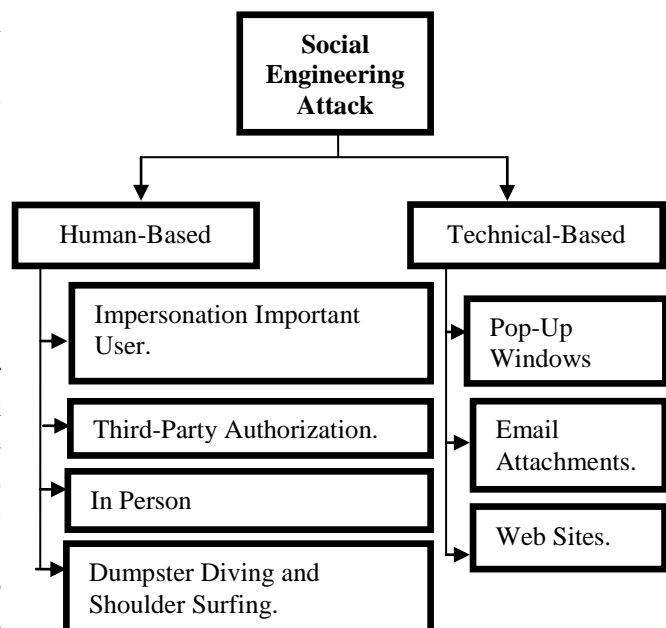 Social
Engineering
Attack
Human-Based
Technical-Based
Impersonation Important
User.
Third-Party Authorization.
In Person
Dumpster Diving and
Shoulder Surfing.
Pop-Up
Windows
Email
Attachments.
Web Sites.